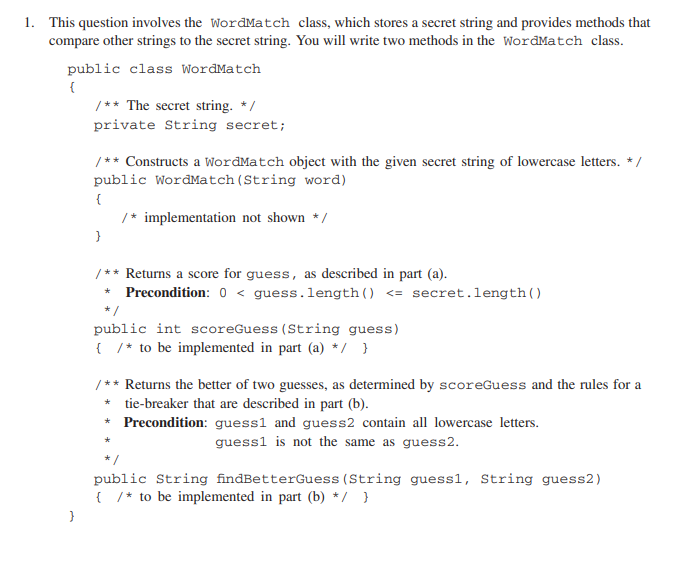 1. This question involves the WordMatch class, which stores a secret string and provides methods that
compare other strings to the secret string. You will write two methods in the WordMatch class.
public class WordMatch
{
/** The secret string. */
private String secret;
/** Constructs a WordMatch object with the given secret string of lowercase letters. */
public WordMatch(String word)
{
/* implementation not shown */
}
/** Returns a score for guess, as described in part (a).
* Precondition: 0 < guess.length() <= secret.length()
*/
public int scoreGuess(String guess)
{ /* to be implemented in part (a) */ }
/** Returns the better of two guesses, as determined by scoreGuess and the rules for a
* tie-breaker that are described in part (b).
* Precondition: guess1 and guess2 contain all lowercase letters.
* guess1 is not the same as guess2.
*/
public String findBetterGuess(String guess1, String guess2)
{ /* to be implemented in part (b) */ }
}